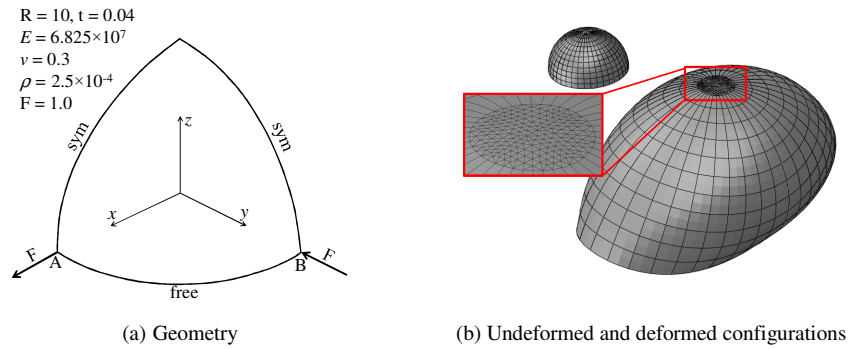 R = 10, t = 0.04
E = 6.825×10⁷
ν = 0.3
ρ = 2.5×10⁻⁴
F = 1.0
sym
sym
z
x
y
F
A
B
F
free
(a) Geometry
(b) Undeformed and deformed configurations